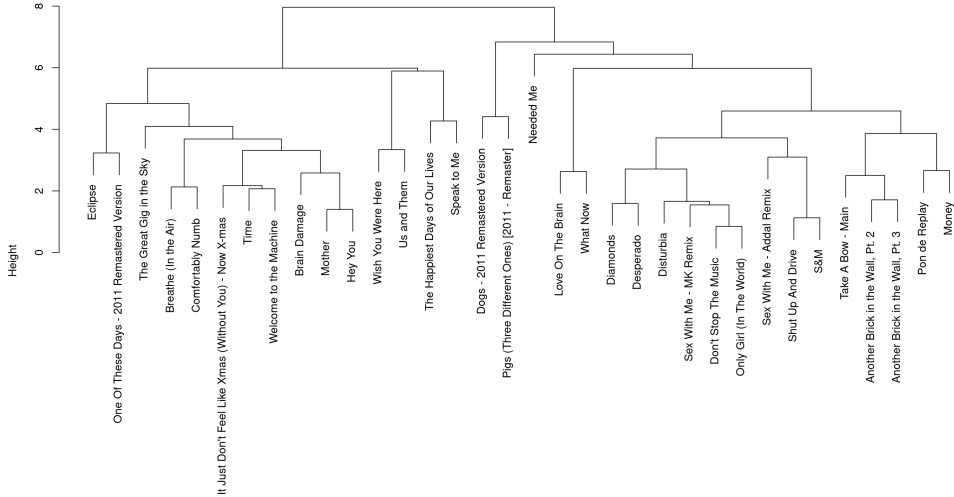 Height
8
6
4
2
0
Eclipse
One Of These Days - 2011 Remastered Version
The Great Gig in the Sky
Breathe (In the Air)
Comfortably Numb
It Just Don't Feel Like Xmas (Without You) - Now X-mas
Time
Welcome to the Machine
Brain Damage
Mother
Hey You
Wish You Were Here
Us and Them
The Happiest Days of Our Lives
Speak to Me
Dogs - 2011 Remastered Version
Pigs (Three Different Ones) [2011 - Remaster]
Needed Me
Love On The Brain
What Now
Diamonds
Desperado
Disturbia
Sex With Me - MK Remix
Don't Stop The Music
Only Girl (In The World)
Sex With Me - Addal Remix
Shut Up And Drive
S&M
Take A Bow - Main
Another Brick in the Wall, Pt. 2
Another Brick in the Wall, Pt. 3
Pon de Replay
Money